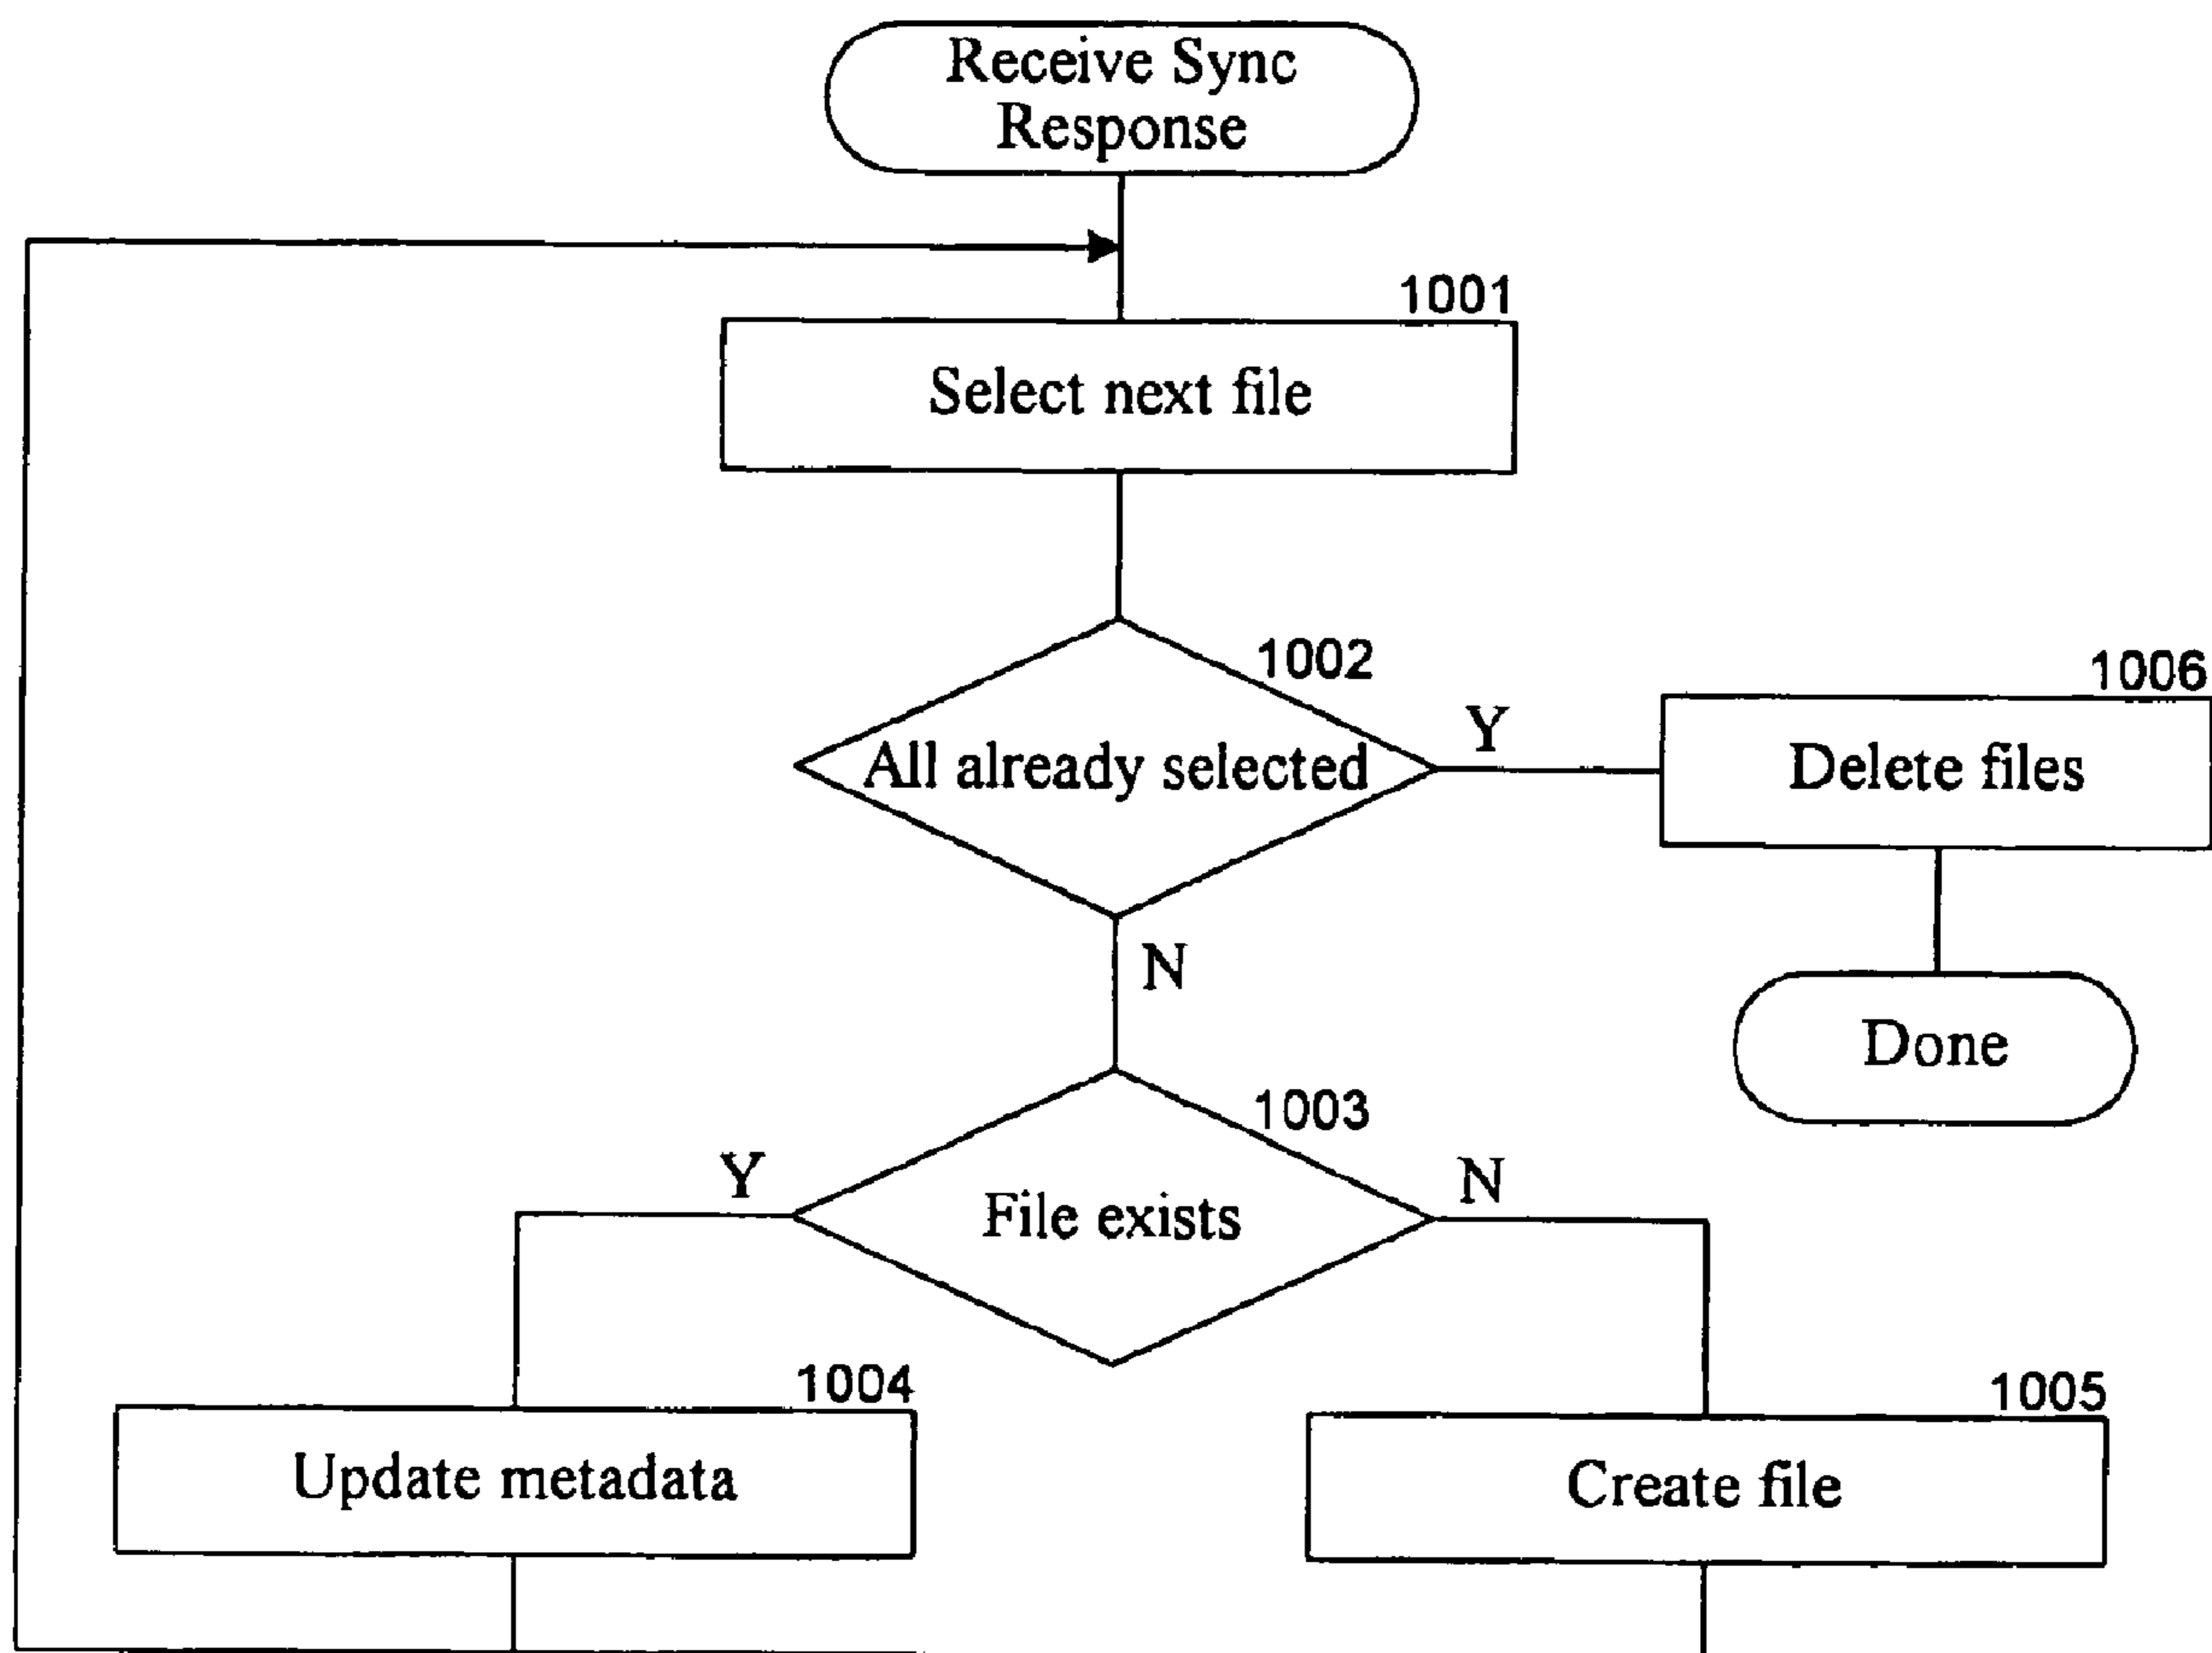 Receive Sync
Response
1001
Select next file
1002
All already selected
Y
1006
Delete files
N
Done
1003
File exists
Y
N
1004
Update metadata
1005
Create file